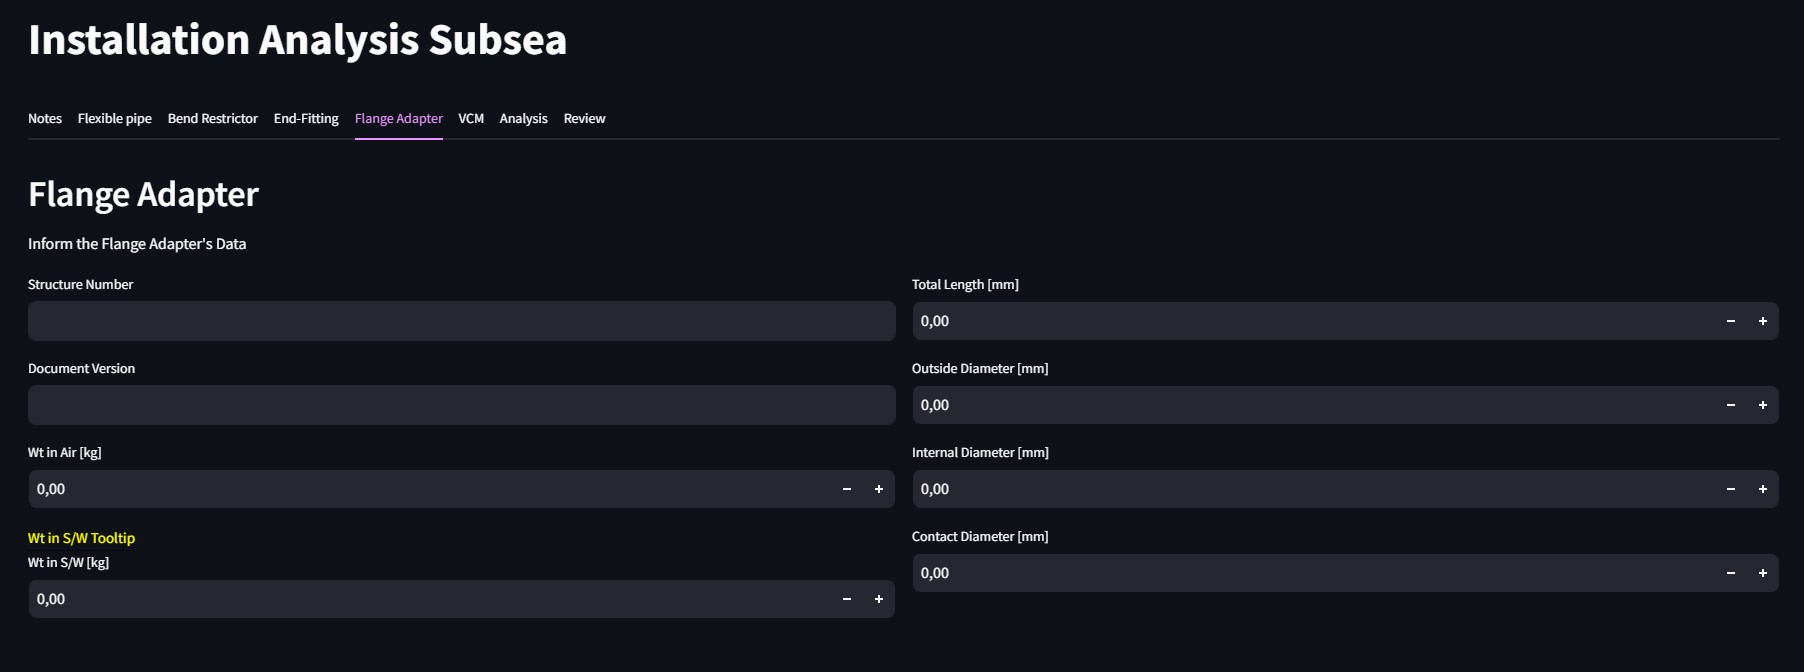 Installation Analysis Subsea
Notes Flexible pipe Bend Restrictor End-Fitting Flange Adapter VCM Analysis Review
Flange Adapter
Inform the Flange Adapter's Data
Structure Number
Document Version
Wt in Air [kg]
0,00
Wt in S/W Tooltip
Wt in S/W [kg]
0,00
Total Length [mm]
0,00
Outside Diameter [mm]
0,00
Internal Diameter [mm]
0,00
Contact Diameter [mm]
0,00